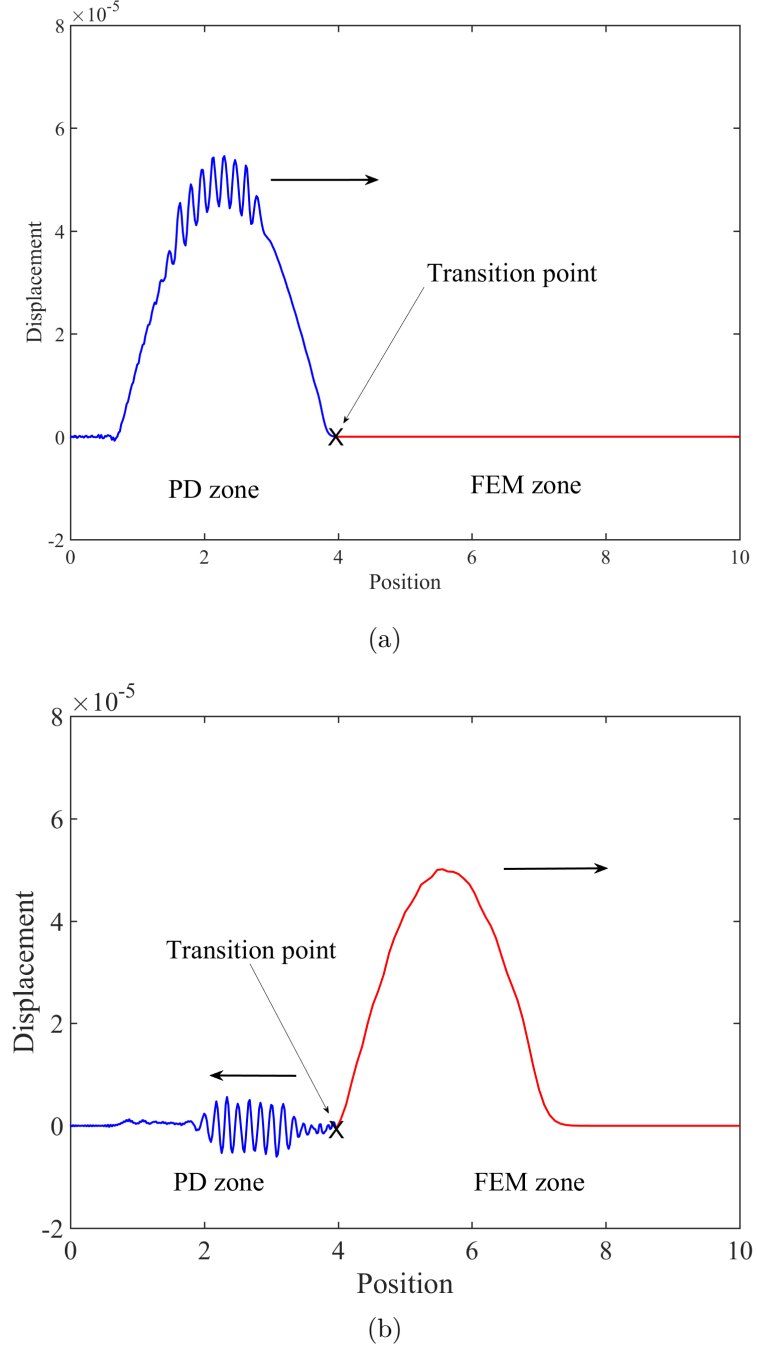 ×10-5
8
6
4
2
0
-2
Displacement
Transition point
PD zone
FEM zone
0 2 4 6 8 10
Position
(a)
×10-5
8
6
4
2
0
-2
Displacement
Transition point
PD zone
FEM zone
0 2 4 6 8 10
Position
(b)